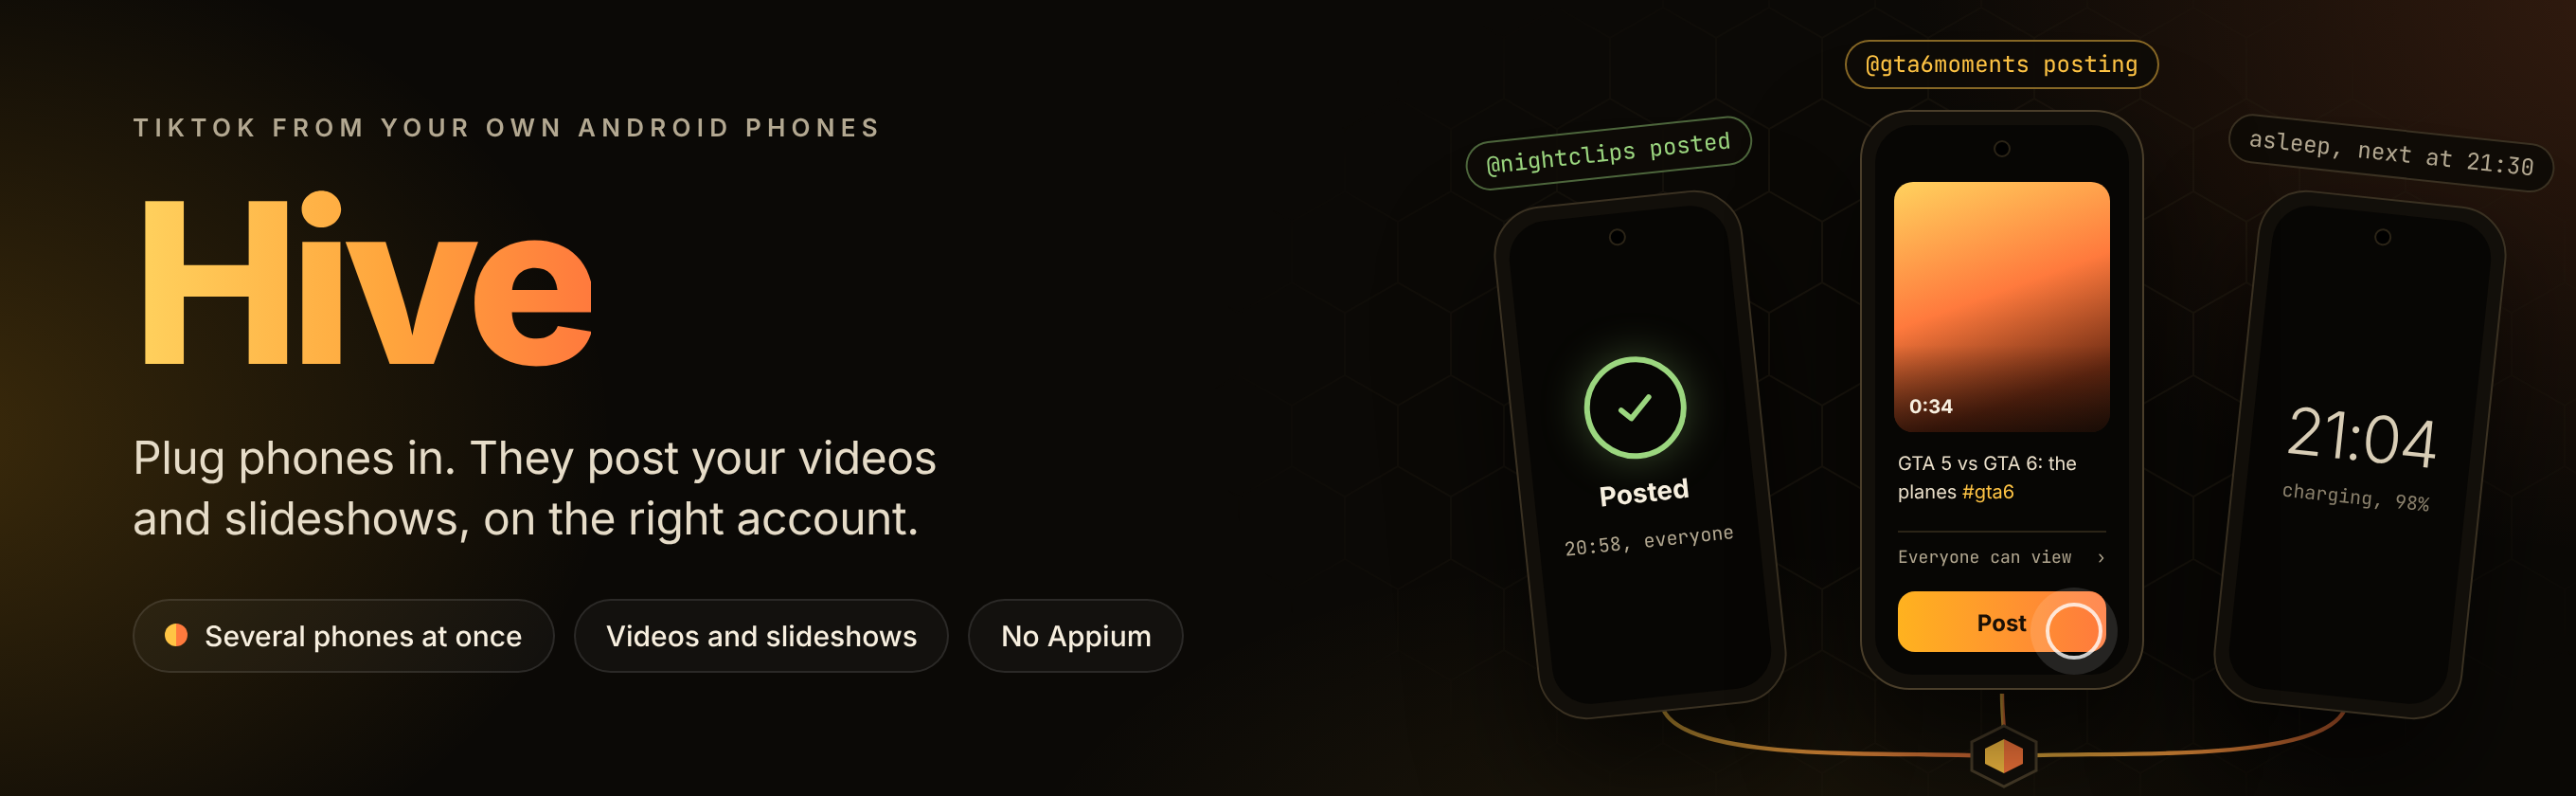 TIKTOK FROM YOUR OWN ANDROID PHONES
Hive
Plug phones in. They post your videos
and slideshows, on the right account.
Several phones at once
Videos and slideshows
No Appium
@nightclips posted
Posted
20:58, everyone
@gta6moments posting
0:34
GTA 5 vs GTA 6: the
planes #gta6
Everyone can view ›
Post
asleep, next at 21:30
21:04
charging, 98%